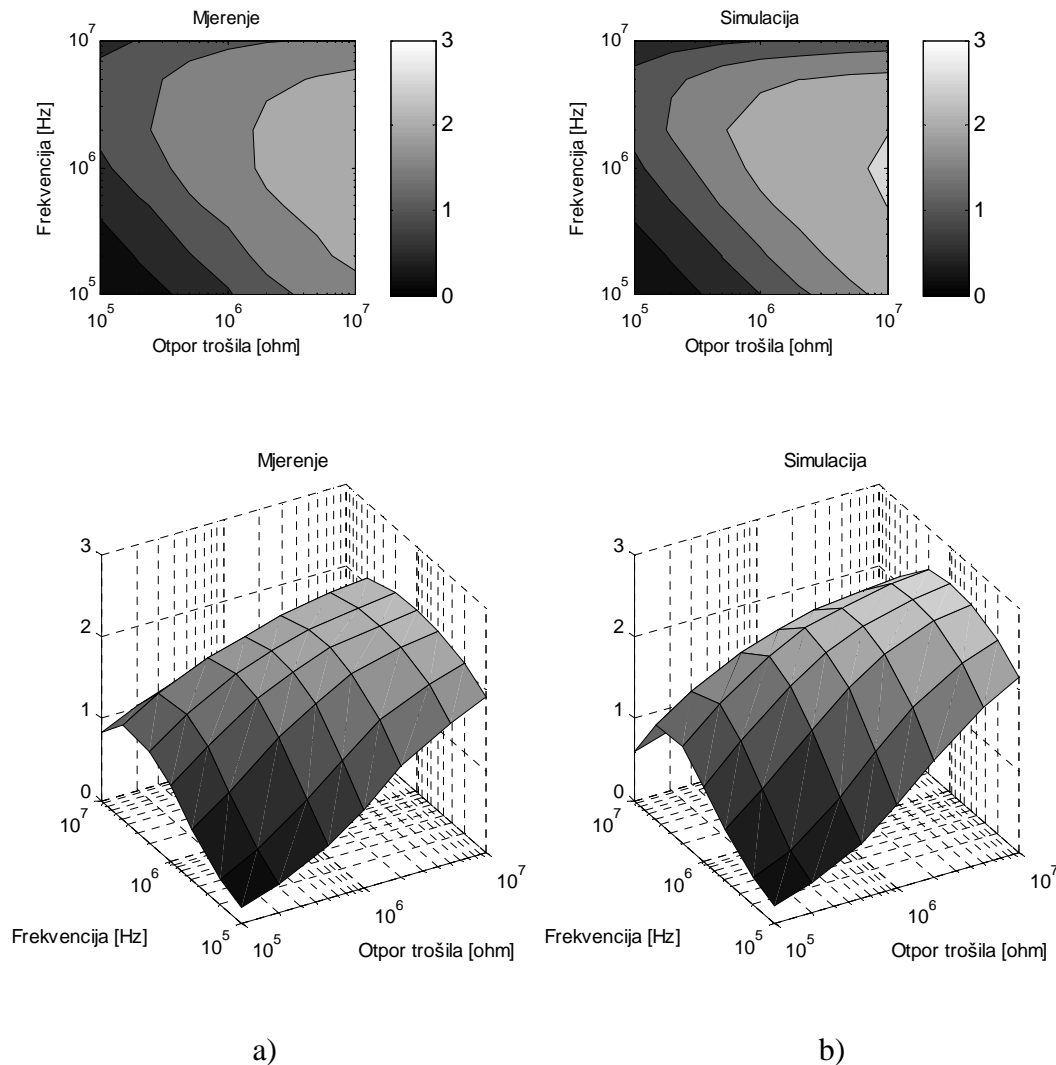 Mjerenje
10^7
10^6
10^5
Frekvencija [Hz]
10^5
10^6
10^7
Otpor trošila [ohm]
3
2
1
0
Simulacija
10^7
10^6
10^5
Frekvencija [Hz]
10^5
10^6
10^7
Otpor trošila [ohm]
3
2
1
0
Mjerenje
3
2
1
0
10^7
10^6
10^5
Frekvencija [Hz]
10^5
10^6
10^7
Otpor trošila [ohm]
Simulacija
3
2
1
0
10^7
10^6
10^5
Frekvencija [Hz]
10^5
10^6
10^7
Otpor trošila [ohm]
a)
b)